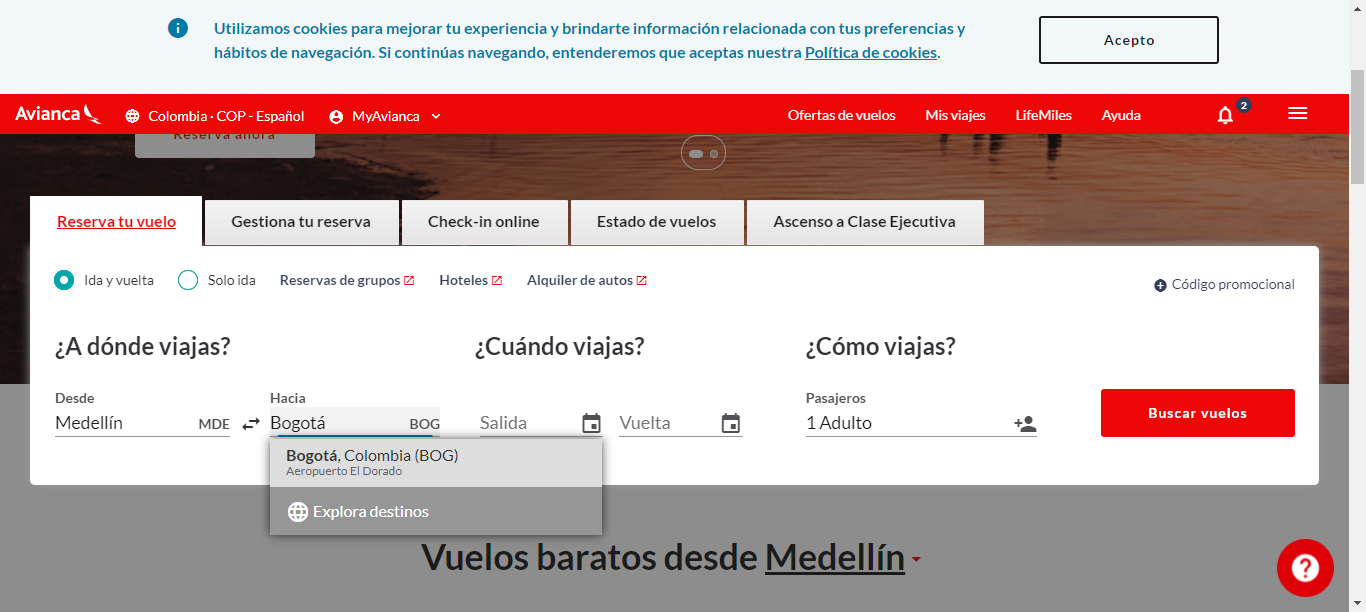 Utilizamos cookies para mejorar tu experiencia y brindarte información relacionada con tus preferencias y
hábitos de navegación. Si continúas navegando, entenderemos que aceptas nuestra Política de cookies.
Acepto
Avianca
Colombia · COP - Español
MyAvianca
Ofertas de vuelos
Mis viajes
LifeMiles
Ayuda
2
Reserva ahora
Reserva tu vuelo
Gestiona tu reserva
Check-in online
Estado de vuelos
Ascenso a Clase Ejecutiva
Ida y vuelta
Solo ida
Reservas de grupos
Hoteles
Alquiler de autos
Código promocional
¿A dónde viajas?
¿Cuándo viajas?
¿Cómo viajas?
Desde
Hacia
Pasajeros
Medellín MDE
Bogotá BOG
Salida
Vuelta
1 Adulto
Buscar vuelos
Bogotá, Colombia (BOG)
Aeropuerto El Dorado
Explora destinos
Vuelos baratos desde Medellín